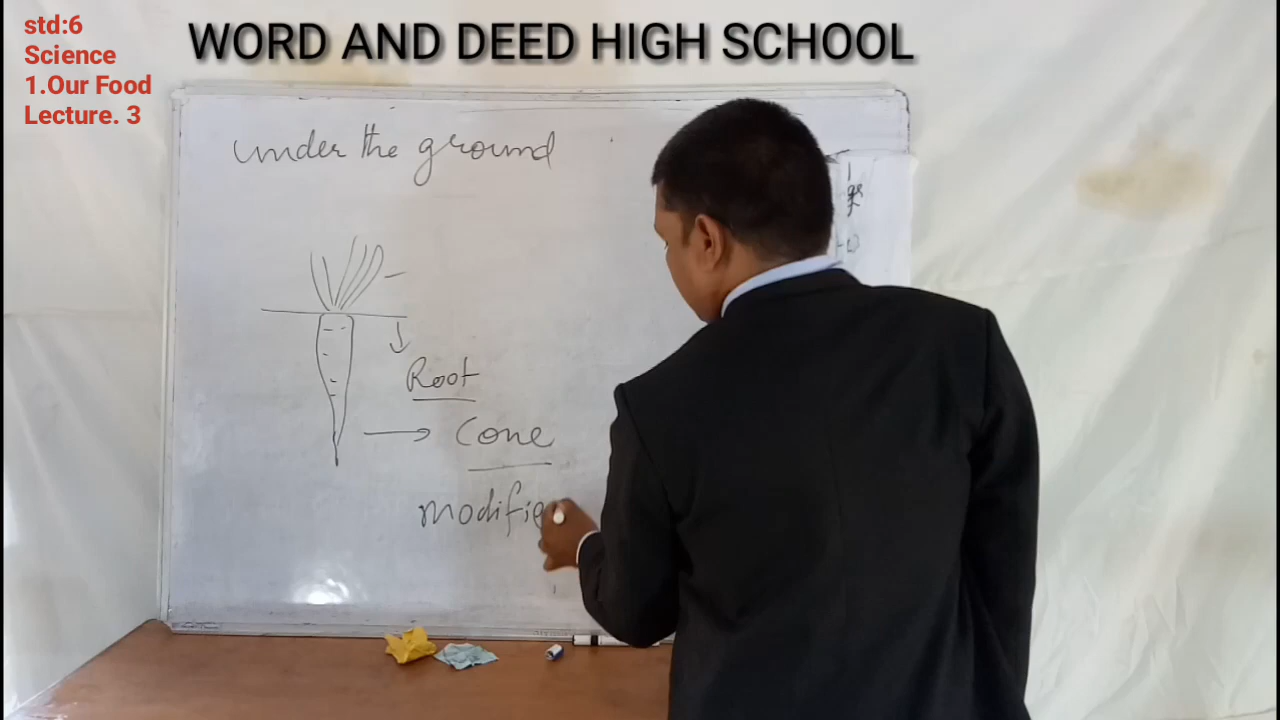 std:6
Science
1.Our Food
Lecture. 3
WORD AND DEED HIGH SCHOOL
under the ground
Root
Cone
modifie